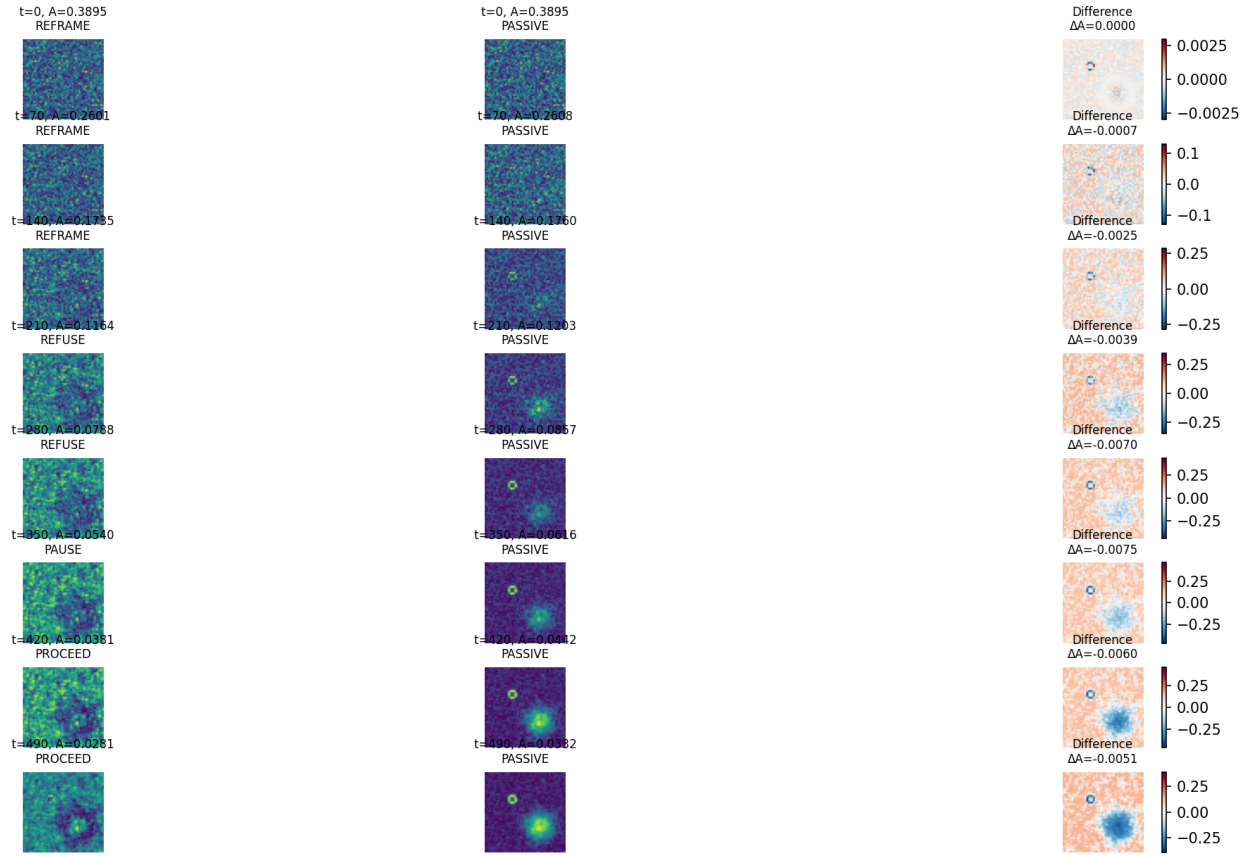 t=0, A=0.3895
REFRAME
t=0, A=0.3895
PASSIVE
Difference
ΔA=0.0000
0.0025
0.0000
−0.0025
t=70, A=0.2601
REFRAME
t=70, A=0.2608
PASSIVE
Difference
ΔA=-0.0007
0.1
0.0
−0.1
t=140, A=0.1735
REFRAME
t=140, A=0.1760
PASSIVE
Difference
ΔA=-0.0025
0.25
0.00
−0.25
t=210, A=0.1164
REFUSE
t=210, A=0.1203
PASSIVE
Difference
ΔA=-0.0039
0.25
0.00
−0.25
t=280, A=0.0788
REFUSE
t=280, A=0.0857
PASSIVE
Difference
ΔA=-0.0070
0.25
0.00
−0.25
t=350, A=0.0540
PAUSE
t=350, A=0.0616
PASSIVE
Difference
ΔA=-0.0075
0.25
0.00
−0.25
t=420, A=0.0381
PROCEED
t=420, A=0.0442
PASSIVE
Difference
ΔA=-0.0060
0.25
0.00
−0.25
t=490, A=0.0281
PROCEED
t=490, A=0.0332
PASSIVE
Difference
ΔA=-0.0051
0.25
0.00
−0.25